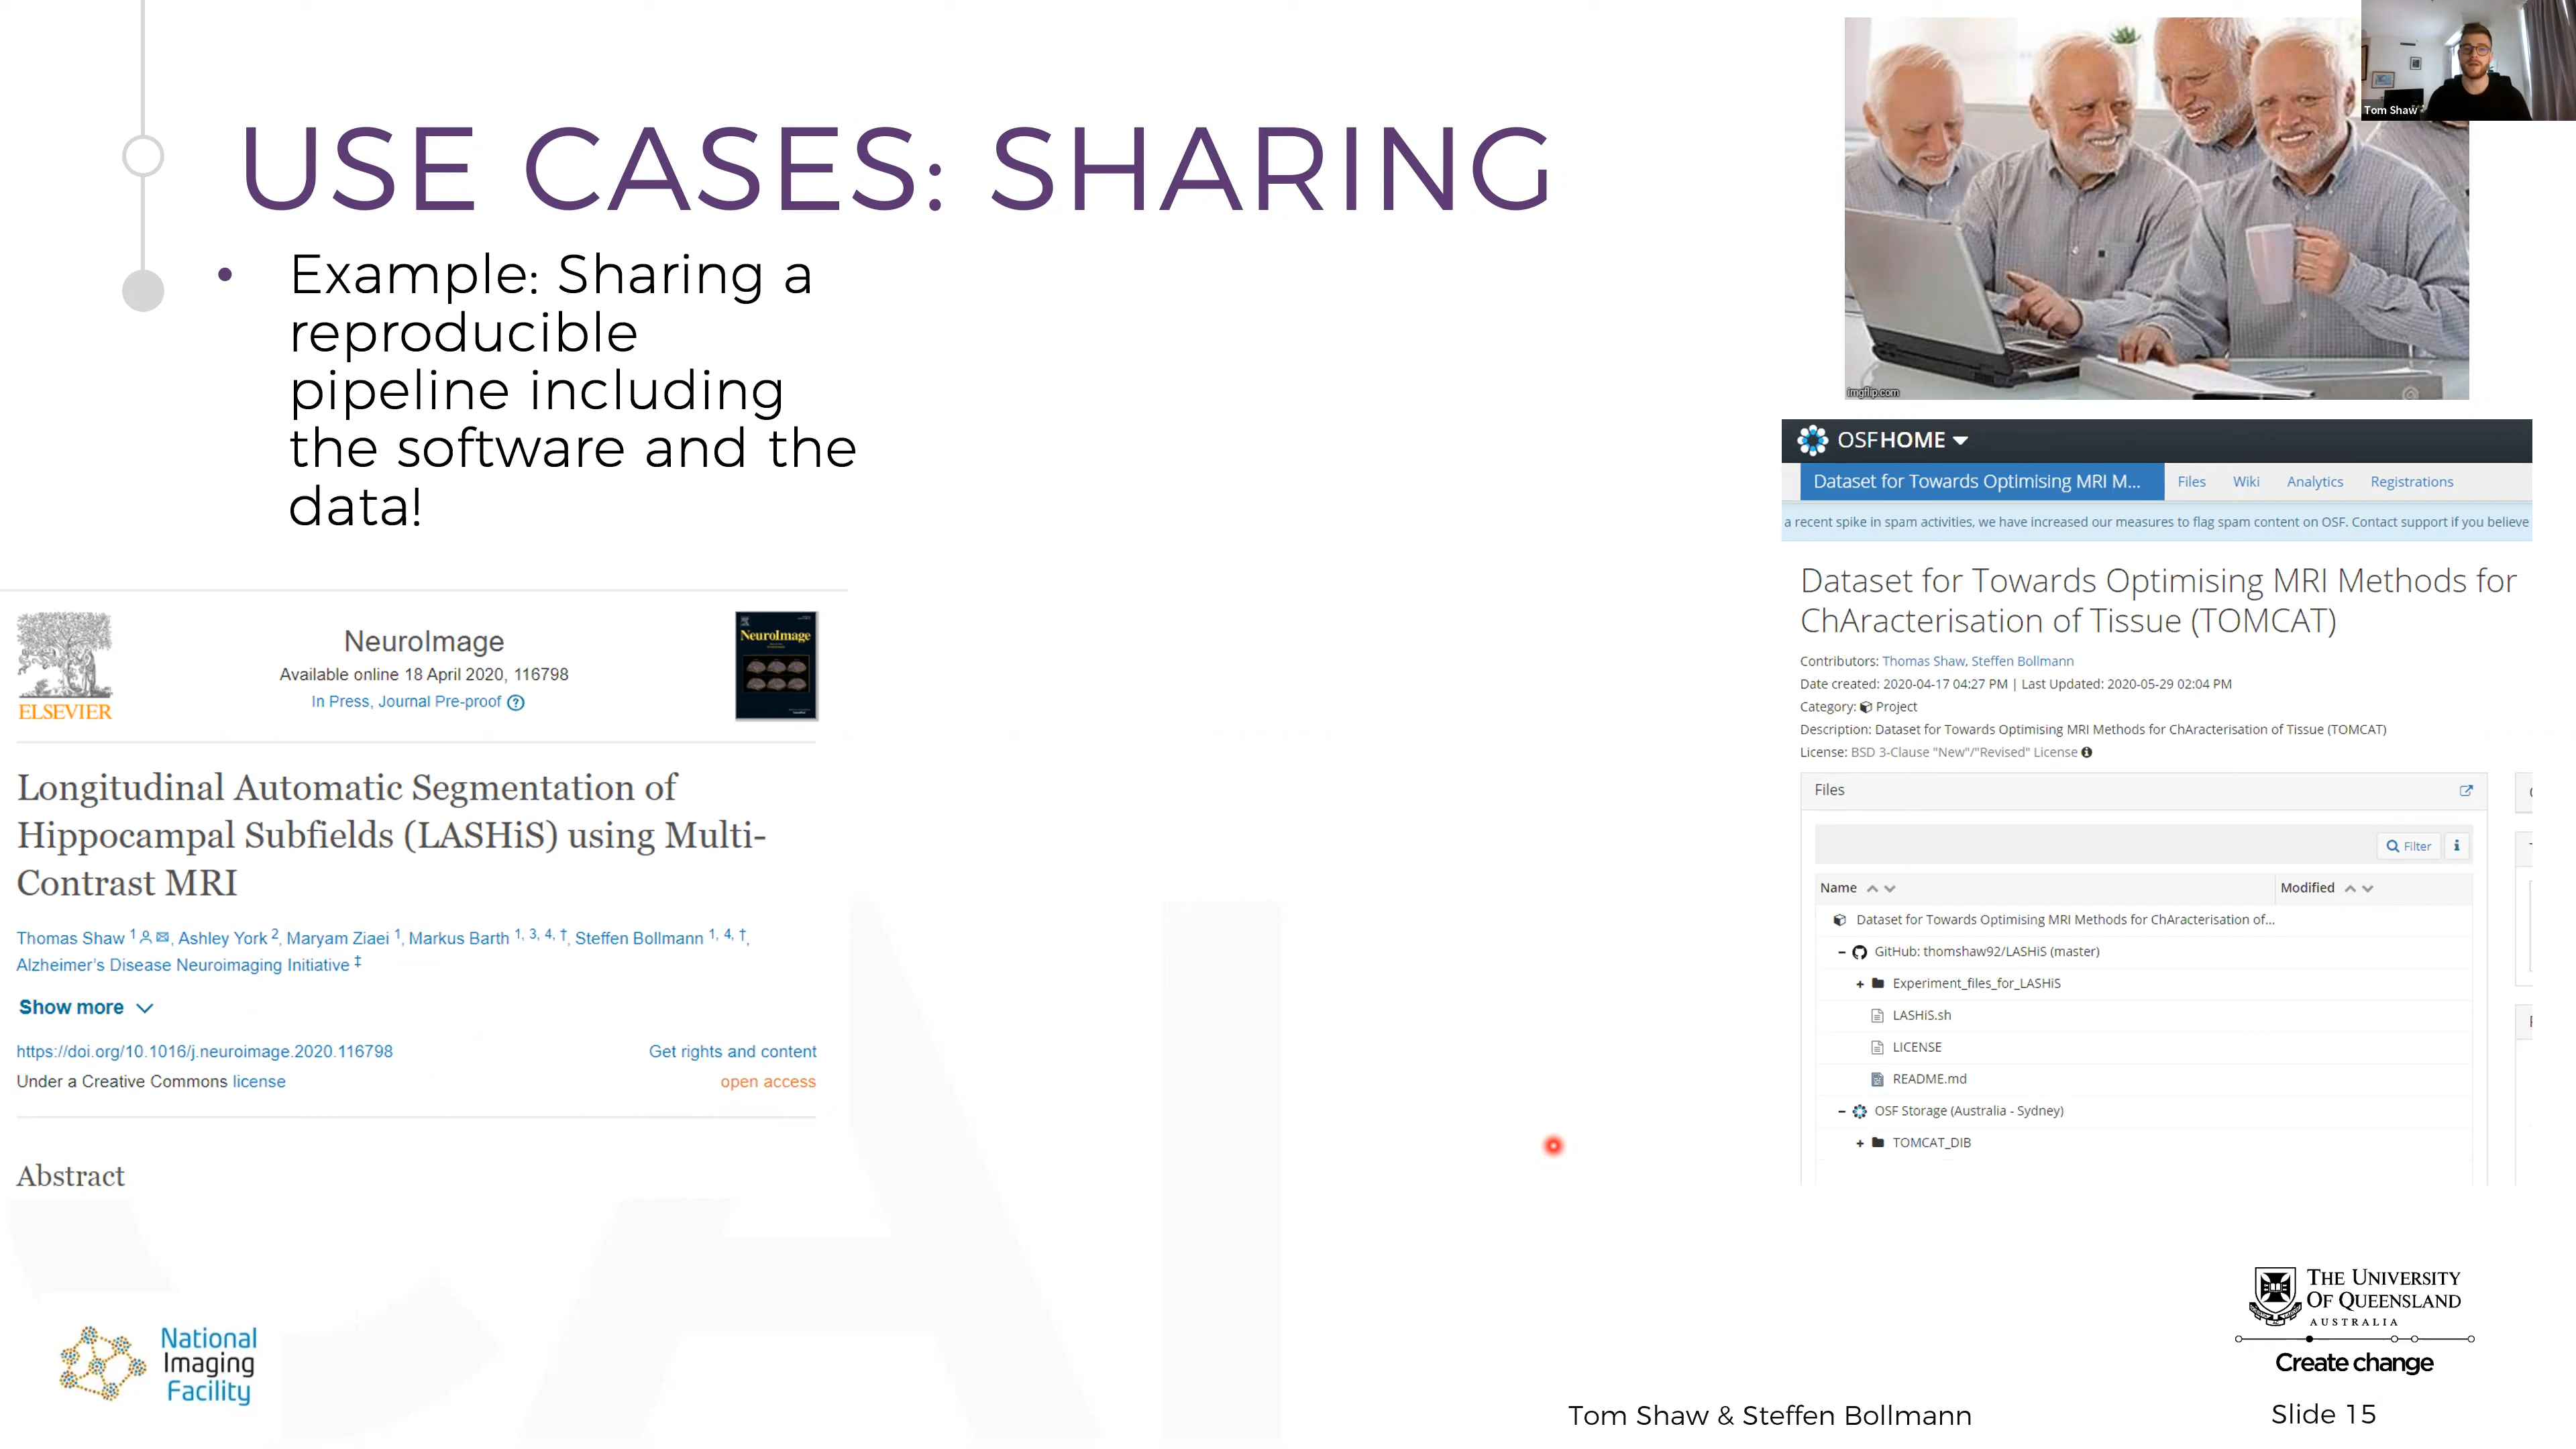 Tom Shaw
USE CASES: SHARING
• Example: Sharing a
reproducible
pipeline including
the software and the
data!
imgflip.com
ELSEVIER
NeuroImage
Available online 18 April 2020, 116798
In Press, Journal Pre-proof
NeuroImage
Longitudinal Automatic Segmentation of
Hippocampal Subfields (LASHiS) using Multi-
Contrast MRI
Thomas Shaw 1, Ashley York 2, Maryam Ziaei 1, Markus Barth 1, 3, 4, †, Steffen Bollmann 1, 4, †,
Alzheimer's Disease Neuroimaging Initiative ‡
Show more
https://doi.org/10.1016/j.neuroimage.2020.116798
Get rights and content
Under a Creative Commons license
open access
Abstract
OSFHOME
Dataset for Towards Optimising MRI M... Files Wiki Analytics Registrations
a recent spike in spam activities, we have increased our measures to flag spam content on OSF. Contact support if you believe
Dataset for Towards Optimising MRI Methods for
ChAracterisation of Tissue (TOMCAT)
Contributors: Thomas Shaw, Steffen Bollmann
Date created: 2020-04-17 04:27 PM | Last Updated: 2020-05-29 02:04 PM
Category: Project
Description: Dataset for Towards Optimising MRI Methods for ChAracterisation of Tissue (TOMCAT)
License: BSD 3-Clause "New"/"Revised" License
Files
Filter
Name Modified
Dataset for Towards Optimising MRI Methods for ChAracterisation of...
GitHub: thomshaw92/LASHiS (master)
Experiment_files_for_LASHiS
LASHiS.sh
LICENSE
README.md
OSF Storage (Australia - Sydney)
TOMCAT_DIB
National
Imaging
Facility
THE UNIVERSITY
OF QUEENSLAND
AUSTRALIA
Create change
Tom Shaw & Steffen Bollmann
Slide 15